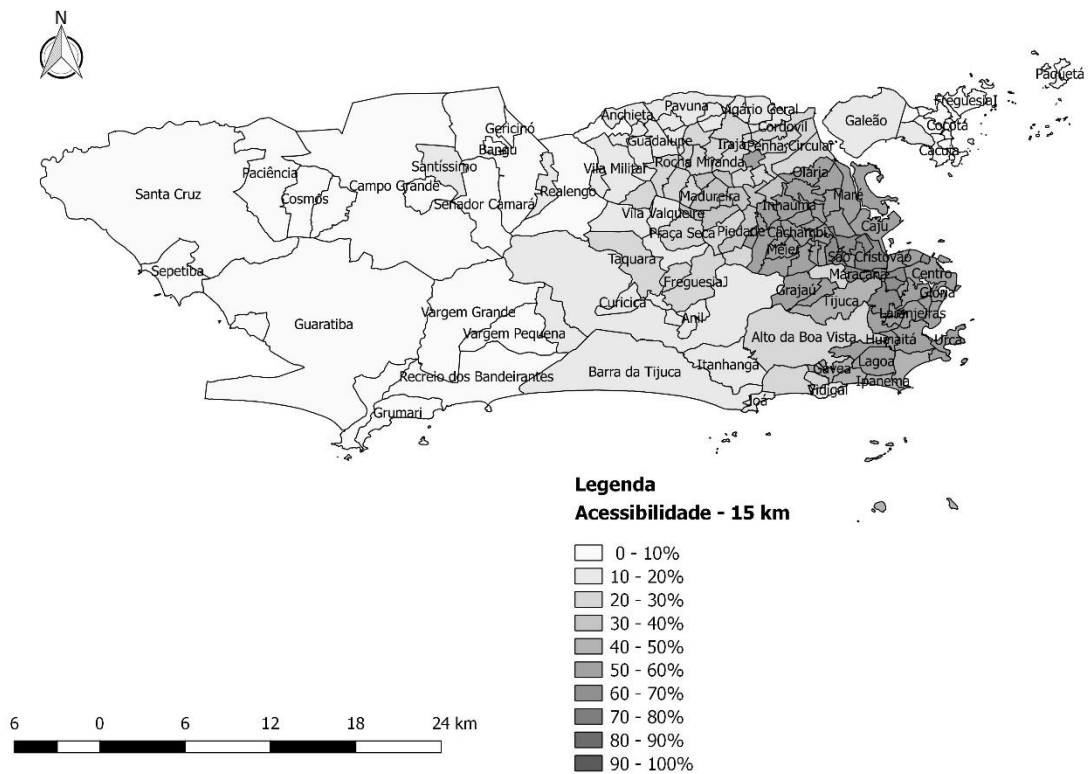 N
Paquetá
FreguesiaI
Pavuna
Vigário Geral
Anchieta
Galeão
Cocotá
Cordovil
Gericinó
Guadalupe
Irajá
Penha-Circular
Cacuia
Bangu
Rocha Miranda
Santíssimo
Vila Militar
Olária
Paciência
Campo Grande
Realengo
Madureira
Maré
Santa Cruz
Cosmos
Senador Camará
Inhaúma
Vila Valqueire
Caju
Praça Seca
Piedade
Cachambi
Méier
São Cristóvão
Taquara
Maracanã
Centro
Sepetiba
FreguesiaJ
Grajaú
Glória
Curicica
Tijuca
Laranjeiras
Guaratiba
Vargem Grande
Anil
Vargem Pequena
Alto da Boa Vista
Humaitá
Urca
Itanhangá
Lagoa
Recreio dos Bandeirantes
Barra da Tijuca
Gávea
Ipanema
Vidigal
Grumari
Joá
Legenda
Acessibilidade - 15 km
0 - 10%
10 - 20%
20 - 30%
30 - 40%
40 - 50%
50 - 60%
60 - 70%
70 - 80%
80 - 90%
90 - 100%
6 0 6 12 18 24 km